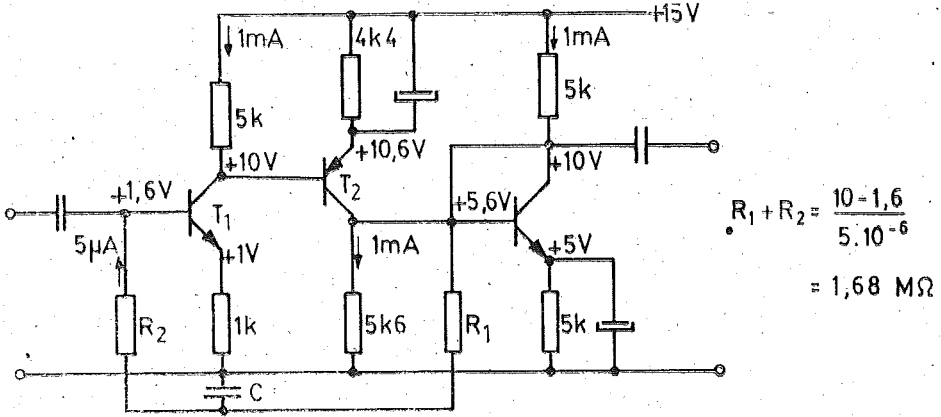 +15V
1mA
4k4
1mA
5k
5k
+10V
+10,6V
+10V
+1,6V
T1
T2
+5,6V
5μA
+1V
1mA
+5V
R2
1k
5k6
R1
5k
C
R1 + R2 = 10-1,6
5.10-6
= 1,68 MΩ